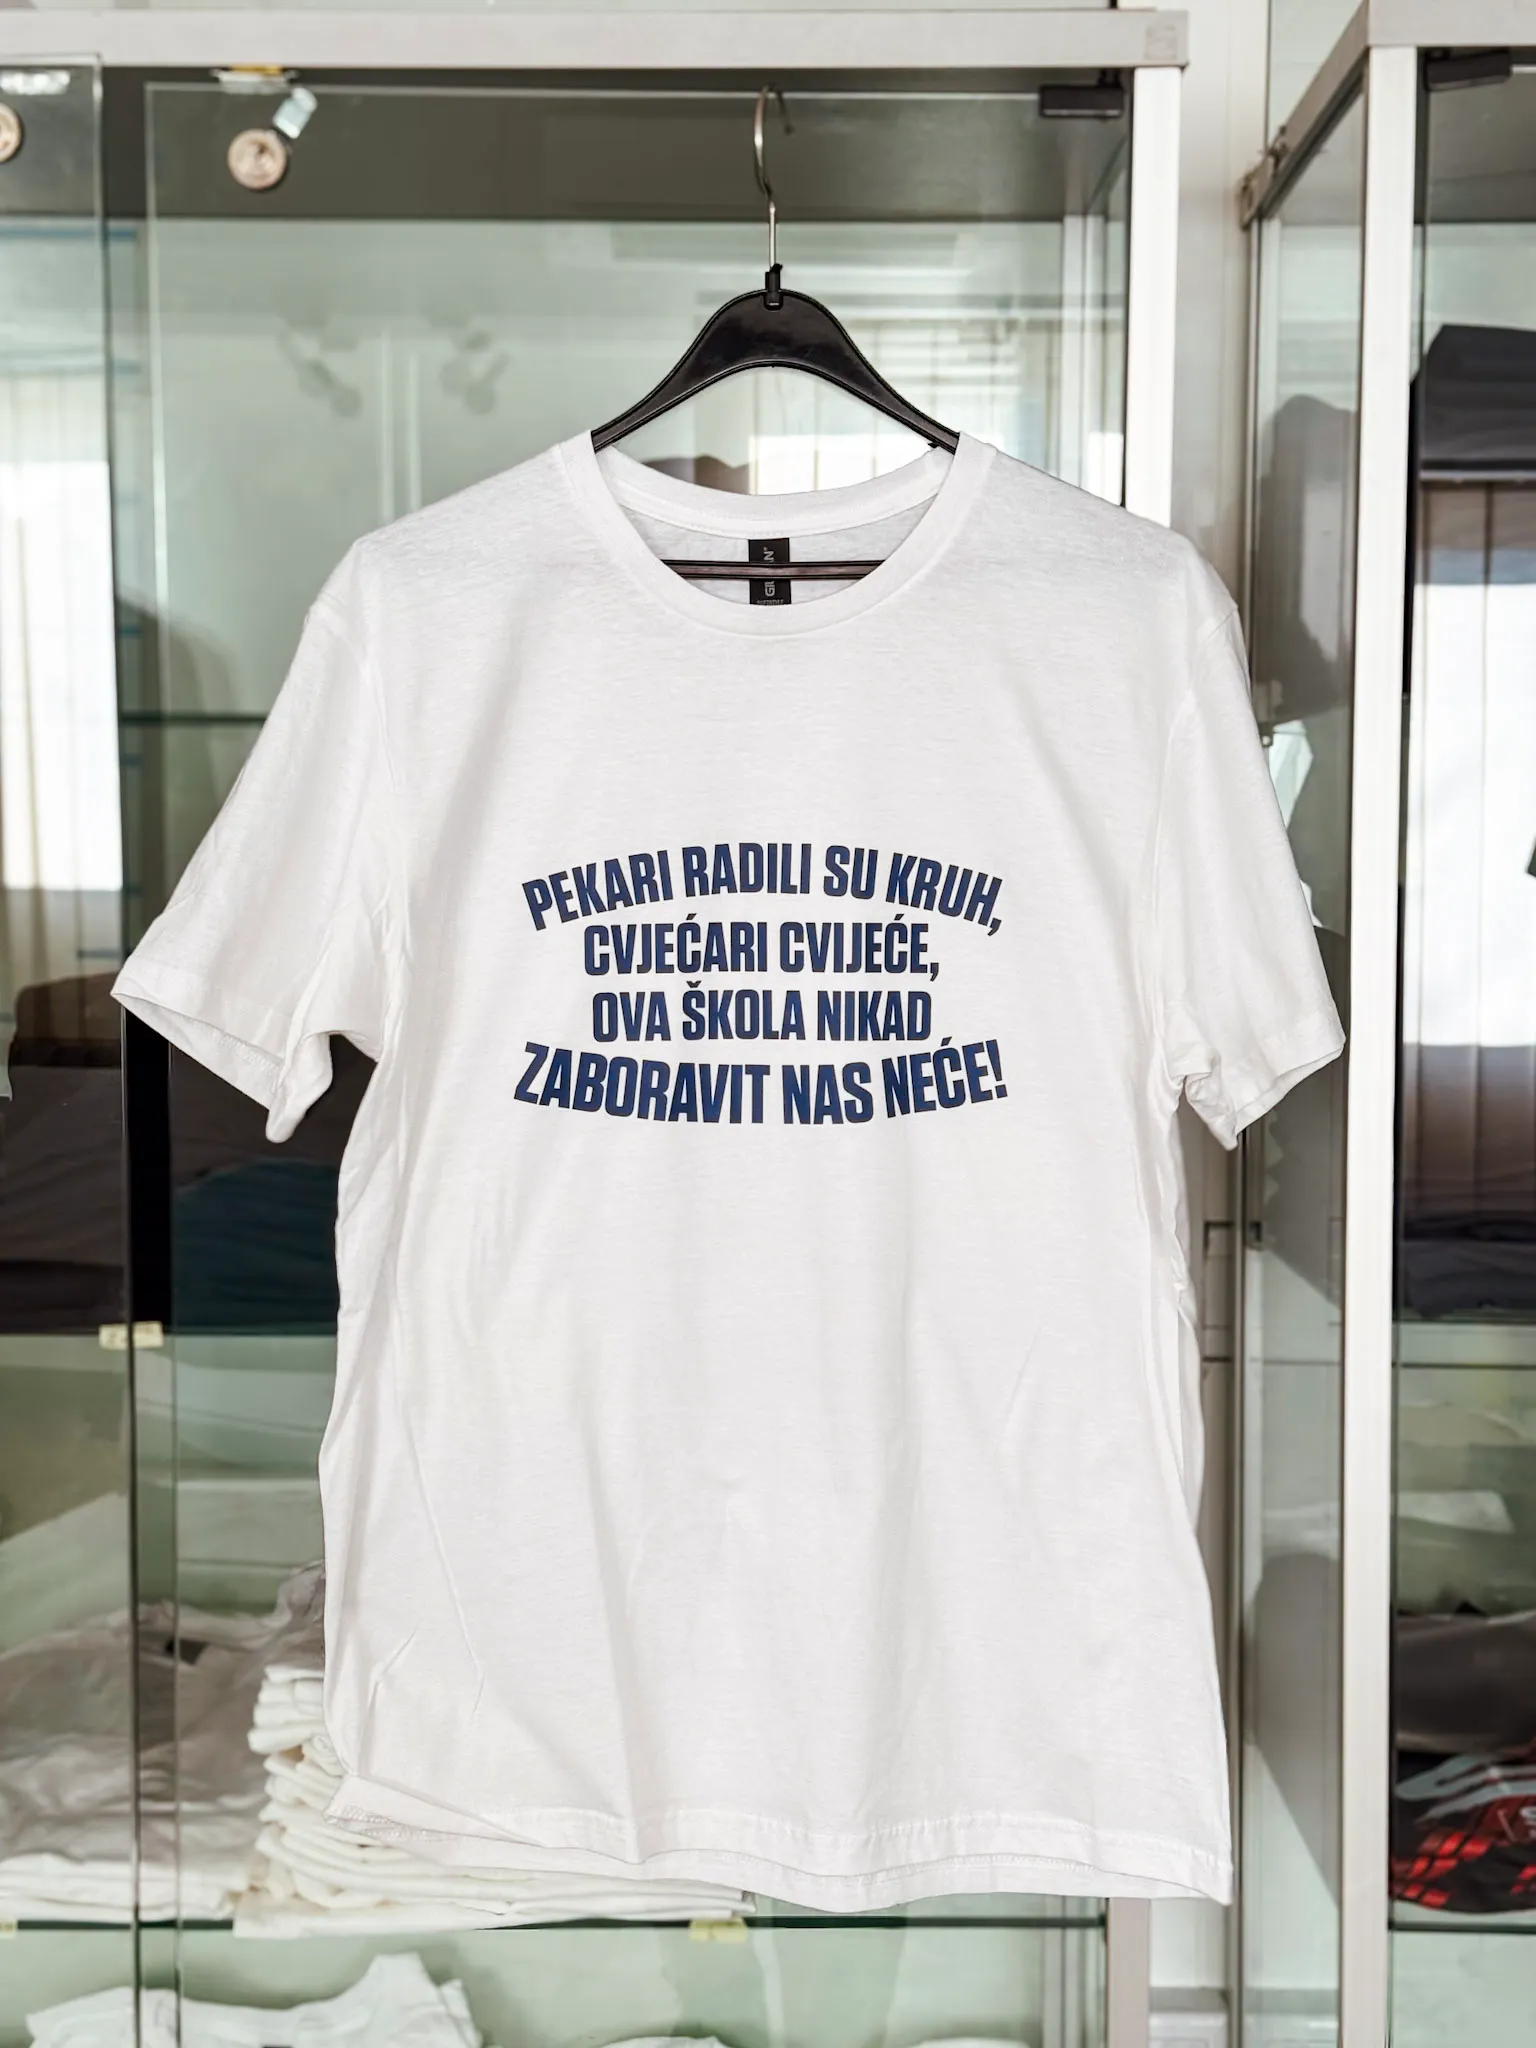 PEKARI RADILI SU KRUH,
CVJEĆARI CVIJEĆE,
OVA ŠKOLA NIKAD
ZABORAVIT NAS NEĆE!